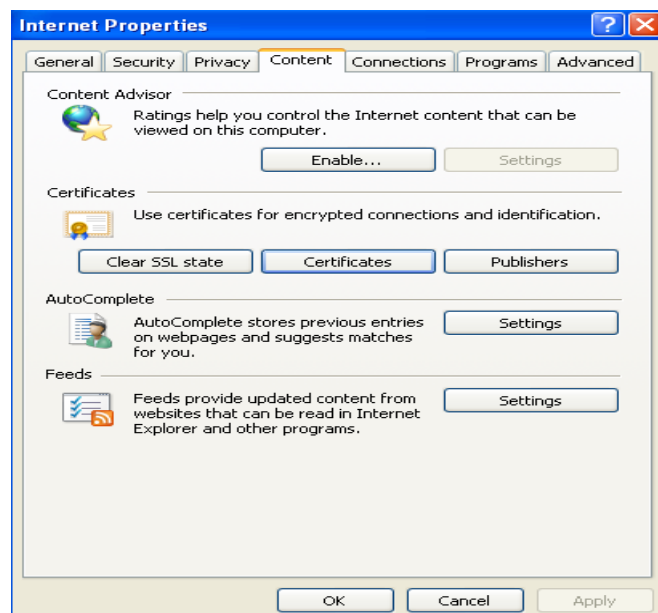 Internet Properties
General Security Privacy Content Connections Programs Advanced
Content Advisor
Ratings help you control the Internet content that can be
viewed on this computer.
Enable... Settings
Certificates
Use certificates for encrypted connections and identification.
Clear SSL state Certificates Publishers
AutoComplete
AutoComplete stores previous entries
on webpages and suggests matches
for you.
Settings
Feeds
Feeds provide updated content from
websites that can be read in Internet
Explorer and other programs.
Settings
OK Cancel Apply